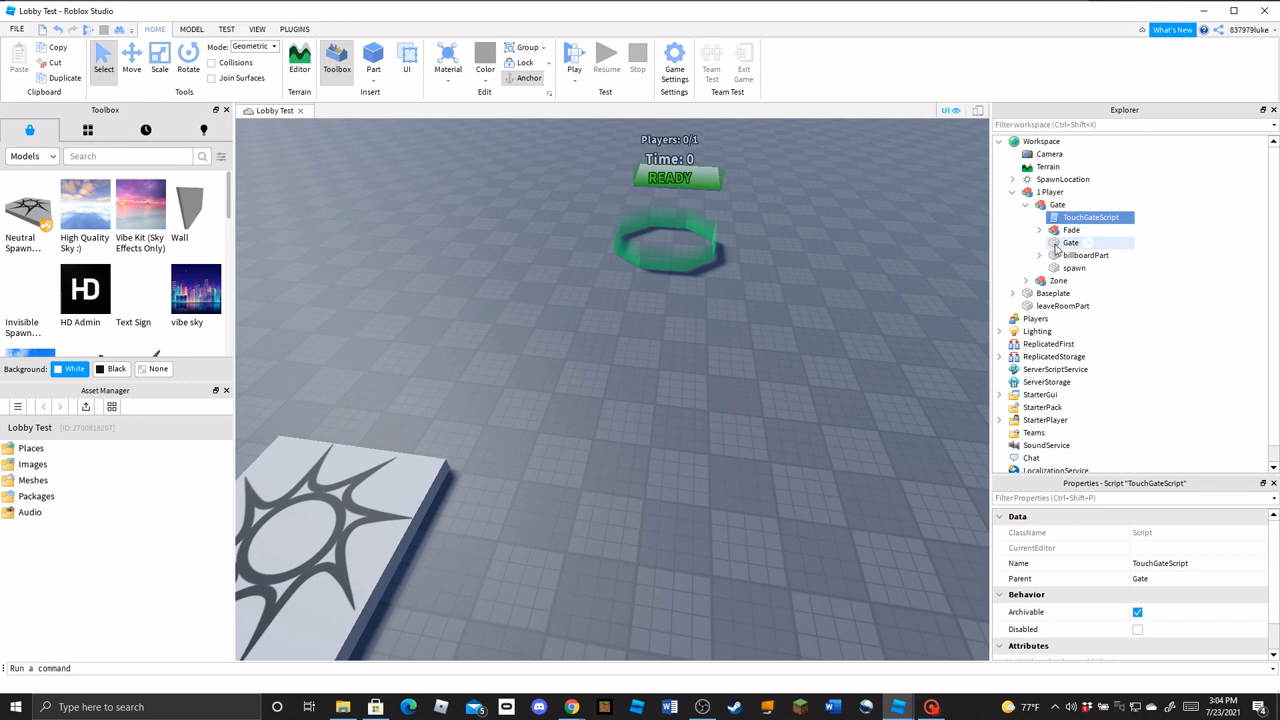 Lobby Test - Roblox Studio
FILE HOME MODEL TEST VIEW PLUGINS What's New 837979luke
Paste Copy Cut Duplicate Clipboard
Select Move Scale Rotate Mode: Geometric Collisions Join Surfaces Tools
Editor Terrain
Toolbox Part UI Insert
Material Color Group Lock Anchor Edit
Play Resume Stop Test
Game Settings Settings
Team Test Exit Game Team Test
Toolbox
Models Search
Neutral Spawn...
High Quality Sky :)
Vibe Kit (Sky Effects Only)
Wall
Invisible Spawn...
HD
HD Admin
Text Sign
vibe sky
Background: White Black None
Asset Manager
Lobby Test [ID:2700818207]
Places
Images
Meshes
Packages
Audio
Lobby Test
UI
Players: 0/1
Time: 0
READY
Explorer
Filter workspace (Ctrl+Shift+X)
Workspace
Camera
Terrain
SpawnLocation
1 Player
Gate
TouchGateScript
Fade
Gate
billboardPart
spawn
Zone
Baseplate
leaveRoomPart
Players
Lighting
ReplicatedFirst
ReplicatedStorage
ServerScriptService
ServerStorage
StarterGui
StarterPack
StarterPlayer
Teams
SoundService
Chat
LocalizationService
Properties - Script "TouchGateScript"
Filter Properties (Ctrl+Shift+P)
Data
ClassName Script
CurrentEditor
Name TouchGateScript
Parent Gate
Behavior
Archivable
Disabled
Attributes
Run a command
Type here to search
5
77°F
3:04 PM
7/23/2021